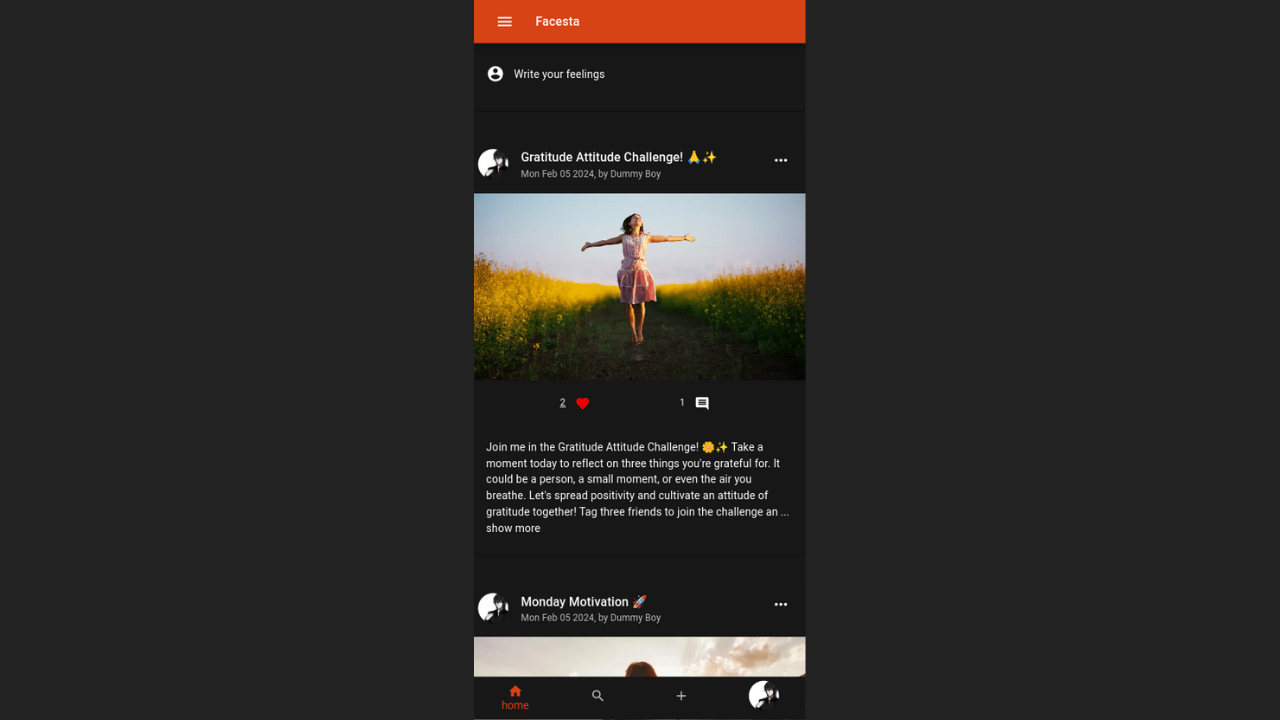 Facesta
Write your feelings
Gratitude Attitude Challenge! 🙏✨
Mon Feb 05 2024, by Dummy Boy
2
1
Join me in the Gratitude Attitude Challenge! 🌼✨ Take a
moment today to reflect on three things you're grateful for. It
could be a person, a small moment, or even the air you
breathe. Let's spread positivity and cultivate an attitude of
gratitude together! Tag three friends to join the challenge an ...
show more
Monday Motivation 🚀
Mon Feb 05 2024, by Dummy Boy
home